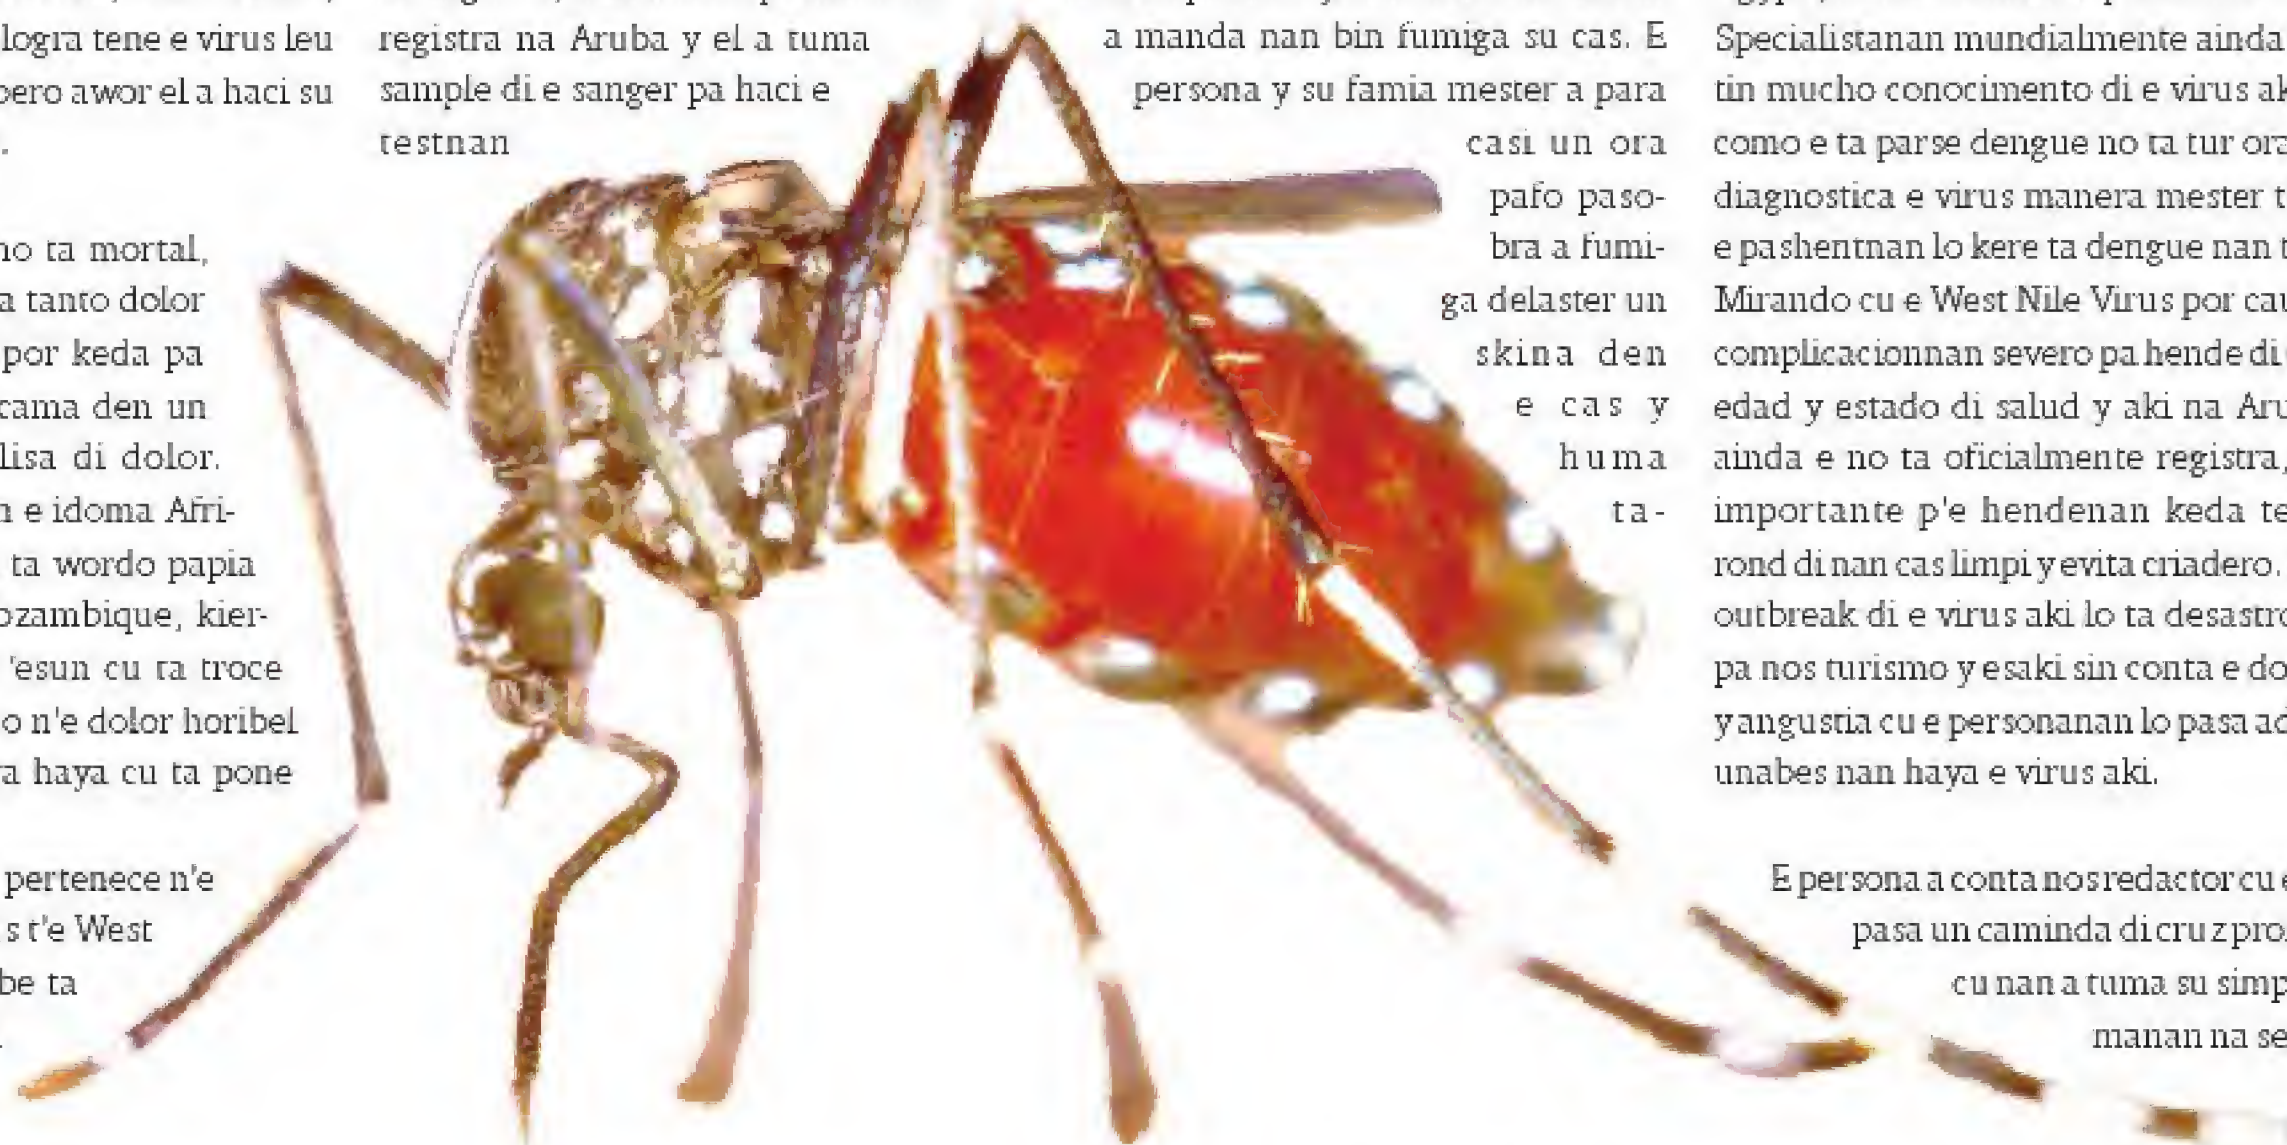 logra tene e virus leu
pero awor el a haci su
.
no ta mortal,
a tanto dolor
por keda pa
cama den un
lisa di dolor.
e idoma Afri-
ta wordo papia
ozambique, kier-
'esun cu ta troce
o n'e dolor horibel
a haya cu ta pone
pertenece n'e
s t'e West
be ta
registra na Aruba y el a tuma
sample di e sanger pa haci e
testnan
a manda nan bin fumiga su cas. E
persona y su famia mester a para
casi un ora
pafo paso-
bra a fumi-
ga delaster un
skina den
e cas y
huma
ta-
Specialistanan mundialmente ainda
tin mucho conocimento di e virus ak
como e ta parse dengue no ta tur ora
diagnostica e virus manera mester t
e pashentnan lo kere ta dengue nan t
Mirando cu e West Nile Virus por cau
complicacionnan severo pa hende di
edad y estado di salud y aki na Aru
ainda e no ta oficialmente registra,
importante p'e hendenan keda te
rond di nan cas limpi y evita criadero.
outbreak di e virus aki lo ta desastro
pa nos turismo y esaki sin conta e do
y angustia cu e personanan lo pasa ad
unabes nan haya e virus aki.
E persona a conta nos redactor cu e
pasa un caminda di cruz pro
cu nan a tuma su simp
manan na se